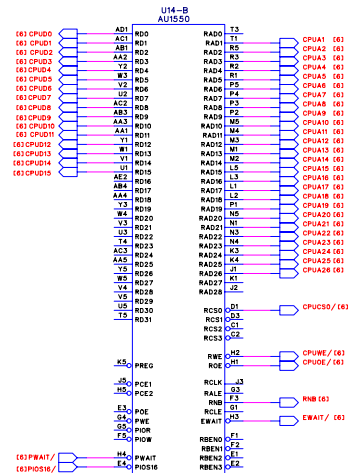 U14-B
AU1550
[6] CPUD0 AD1 RD0 RAD0 T3
[6] CPUD1 AC1 RD1 RAD1 T1 CPUA1 [6]
[6] CPUD2 AB1 RD2 RAD2 R5 CPUA2 [6]
[6] CPUD3 AA2 RD3 RAD3 R3 CPUA3 [6]
[6] CPUD4 Y2 RD4 RAD4 R2 CPUA4 [6]
[6] CPUD5 W3 RD5 RAD5 R1 CPUA5 [6]
[6] CPUD6 V2 RD6 RAD6 P5 CPUA6 [6]
[6] CPUD7 U2 RD7 RAD7 P4 CPUA7 [6]
[6] CPUD8 AC2 RD8 RAD8 P3 CPUA8 [6]
[6] CPUD9 AB3 RD9 RAD9 P2 CPUA9 [6]
[6] CPUD10 AA3 RD10 RAD10 M5 CPUA10 [6]
[6] CPUD11 AA1 RD11 RAD11 M4 CPUA11 [6]
[6] CPUD12 Y1 RD12 RAD12 M3 CPUA12 [6]
[6] CPUD13 W1 RD13 RAD13 M1 CPUA13 [6]
[6] CPUD14 V1 RD14 RAD14 M2 CPUA14 [6]
[6] CPUD15 U1 RD15 RAD15 L5 CPUA15 [6]
AE2 RD16 RAD16 L3 CPUA16 [6]
AB4 RD17 RAD17 L1 CPUA17 [6]
AA4 RD18 RAD18 L2 CPUA18 [6]
Y3 RD19 RAD19 P1 CPUA19 [6]
W4 RD20 RAD20 N5 CPUA20 [6]
V3 RD21 RAD21 N1 CPUA21 [6]
U3 RD22 RAD22 N3 CPUA22 [6]
T4 RD23 RAD23 N4 CPUA23 [6]
AC3 RD24 RAD24 K3 CPUA24 [6]
AA5 RD25 RAD25 K4 CPUA25 [6]
Y5 RD26 RAD26 J1 CPUA26 [6]
W5 RD27 RAD27 K1
V4 RD28 RAD28 J2
V5 RD29
U5 RD30 RCS0 D1 CPUCS0/ [6]
T5 RD31 RCS1 D3
RCS2 C1
RCS3 C2
RWE H2 CPUWE/ [6]
K5 PREG ROE H1 CPUOE/ [6]
J5 PCE1 RCLK J3
H5 PCE2 RALE G3
RNB F3 RNB [6]
E3 POE RCLE G1
G4 PWE EWAIT H3 EWAIT/ [6]
G5 PIOR
F5 PIOW RBEN0 F1
RBEN1 F2
[6] PWAIT/ H4 PWAIT RBEN2 E1
[6] PIOS16/ E4 PIOS16 RBEN3 E2